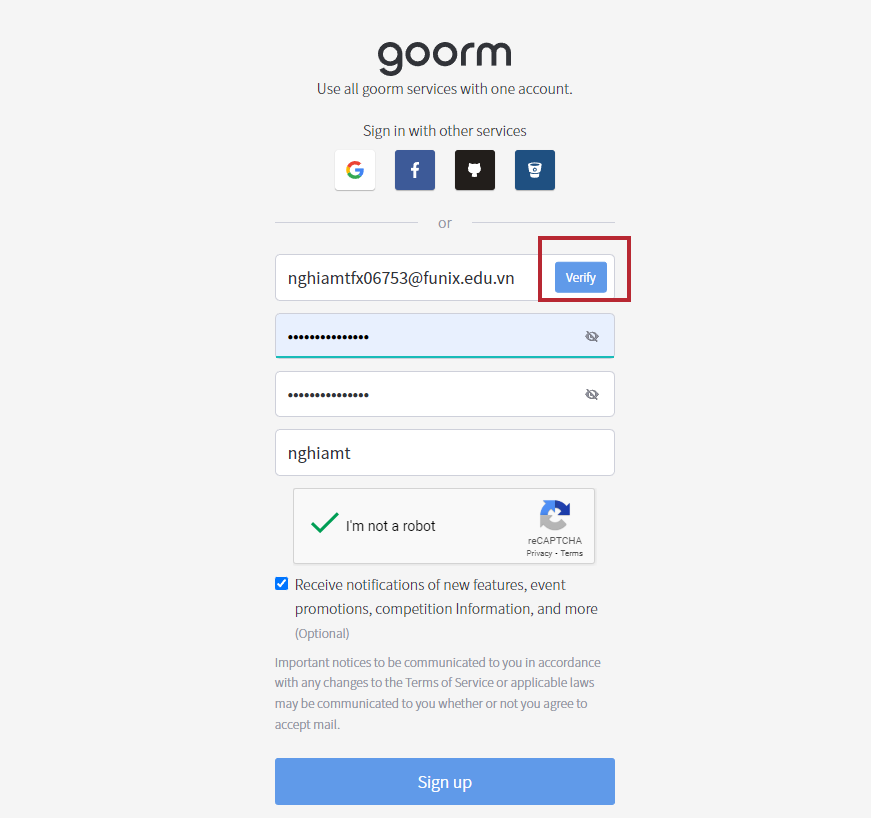 goorm
Use all goorm services with one account.
Sign in with other services
or
nghiamtfx06753@funix.edu.vn
Verify
•••••••••••••••
•••••••••••••••
nghiamt
I'm not a robot
reCAPTCHA
Privacy - Terms
Receive notifications of new features, event
promotions, competition Information, and more
(Optional)
Important notices to be communicated to you in accordance
with any changes to the Terms of Service or applicable laws
may be communicated to you whether or not you agree to
accept mail.
Sign up